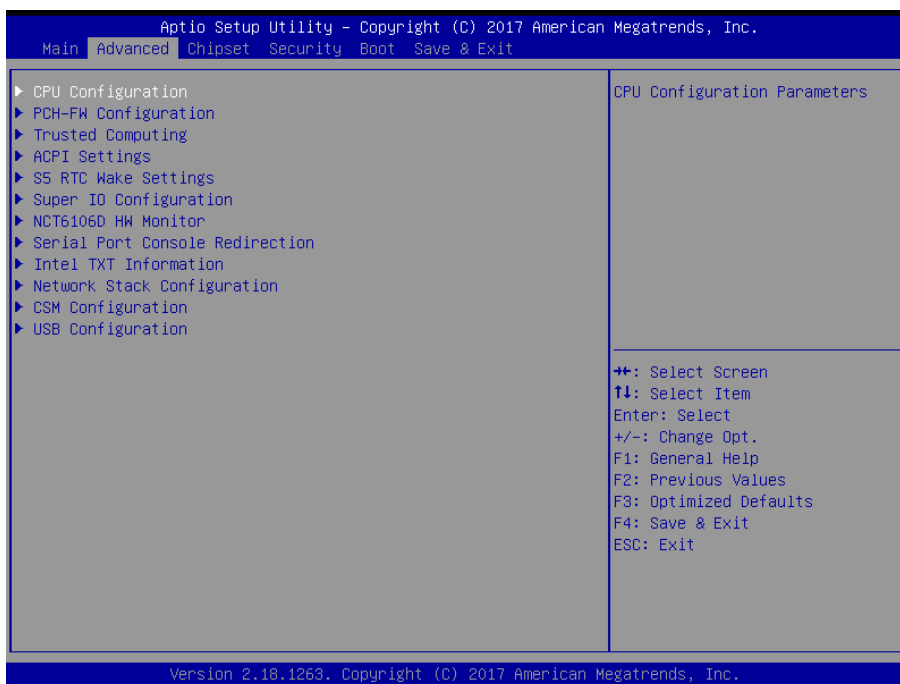 Aptio Setup Utility – Copyright (C) 2017 American Megatrends, Inc.
Main Advanced Chipset Security Boot Save & Exit
CPU Configuration
PCH-FW Configuration
Trusted Computing
ACPI Settings
S5 RTC Wake Settings
Super IO Configuration
NCT6106D HW Monitor
Serial Port Console Redirection
Intel TXT Information
Network Stack Configuration
CSM Configuration
USB Configuration
CPU Configuration Parameters
→←: Select Screen
↑↓: Select Item
Enter: Select
+/-: Change Opt.
F1: General Help
F2: Previous Values
F3: Optimized Defaults
F4: Save & Exit
ESC: Exit
Version 2.18.1263. Copyright (C) 2017 American Megatrends, Inc.